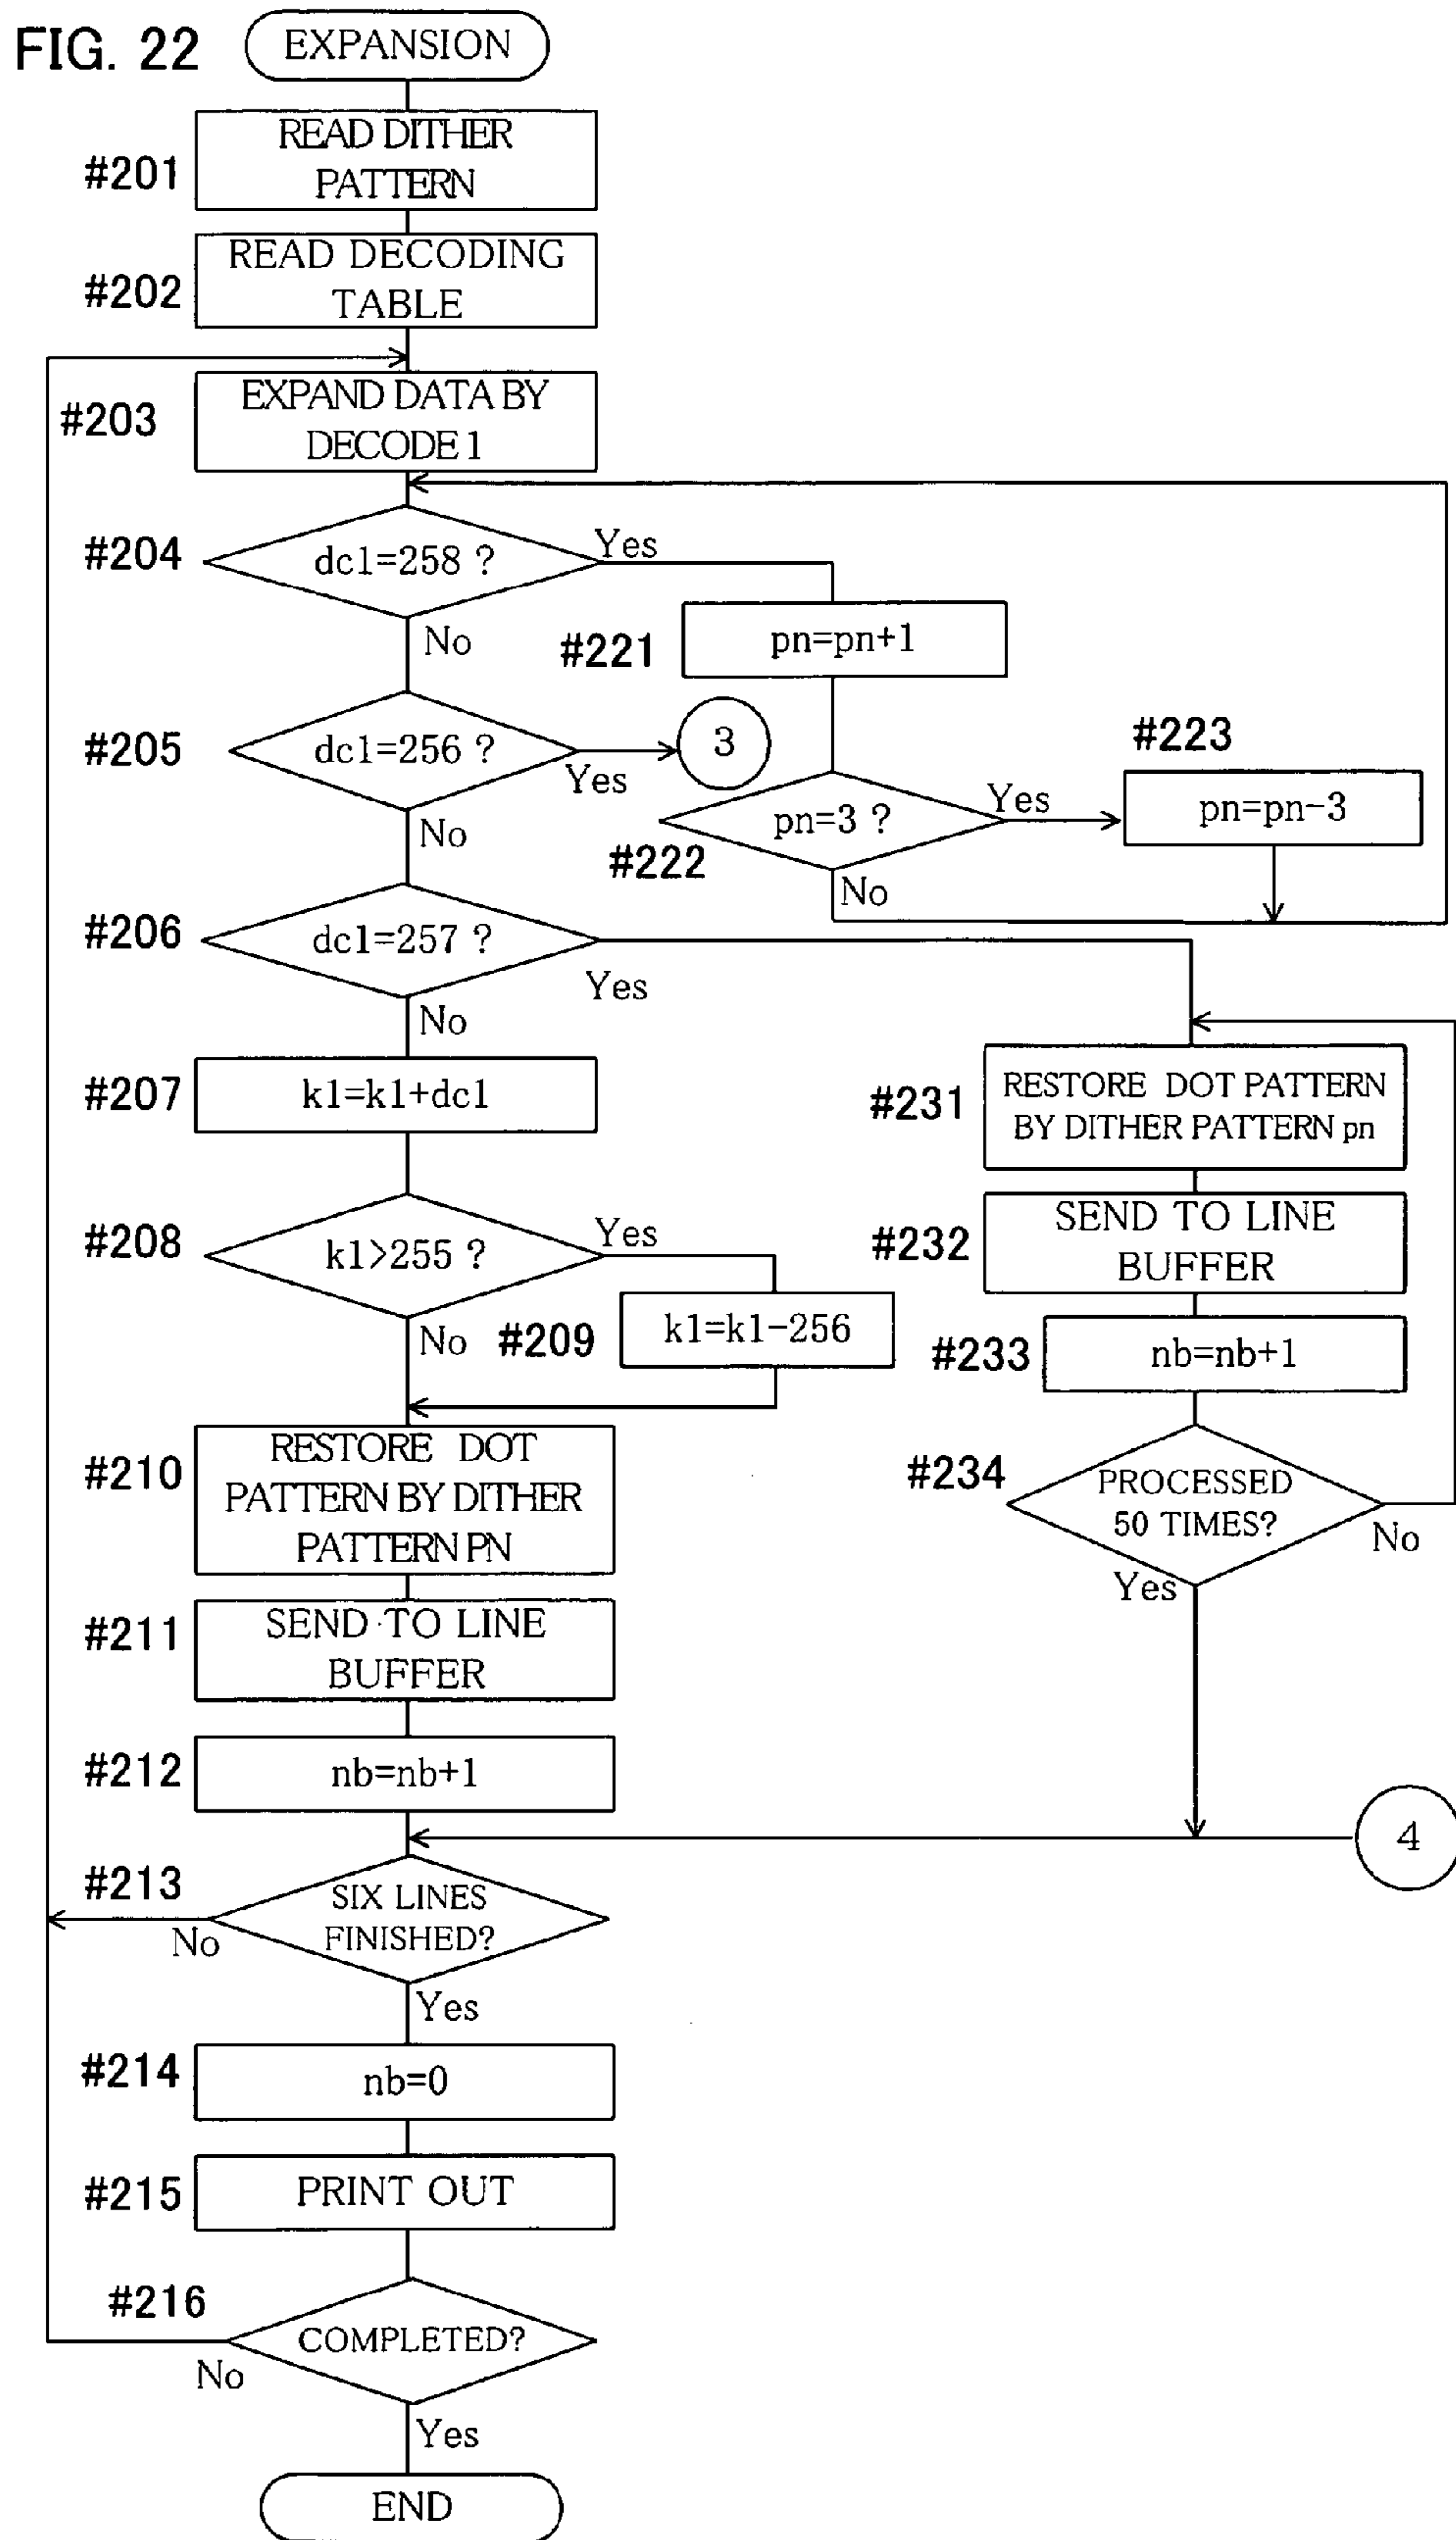 FIG. 22
EXPANSION
#201
READ DITHER
PATTERN
#202
READ DECODING
TABLE
#203
EXPAND DATA BY
DECODE 1
#204
dc1=258 ?
Yes
No
#221
pn=pn+1
#205
dc1=256 ?
Yes
3
No
#222
pn=3 ?
Yes
No
#223
pn=pn-3
#206
dc1=257 ?
Yes
No
#207
k1=k1+dc1
#208
k1>255 ?
Yes
No
#209
k1=k1-256
#231
RESTORE DOT PATTERN
BY DITHER PATTERN pn
#232
SEND TO LINE
BUFFER
#233
nb=nb+1
#234
PROCESSED
50 TIMES?
No
Yes
#210
RESTORE DOT
PATTERN BY DITHER
PATTERN PN
#211
SEND TO LINE
BUFFER
#212
nb=nb+1
4
#213
SIX LINES
FINISHED?
No
Yes
#214
nb=0
#215
PRINT OUT
#216
COMPLETED?
No
Yes
END